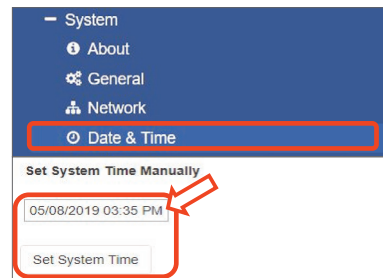 System
About
General
Network
Date & Time
Set System Time Manually
05/08/2019 03:35 PM
Set System Time